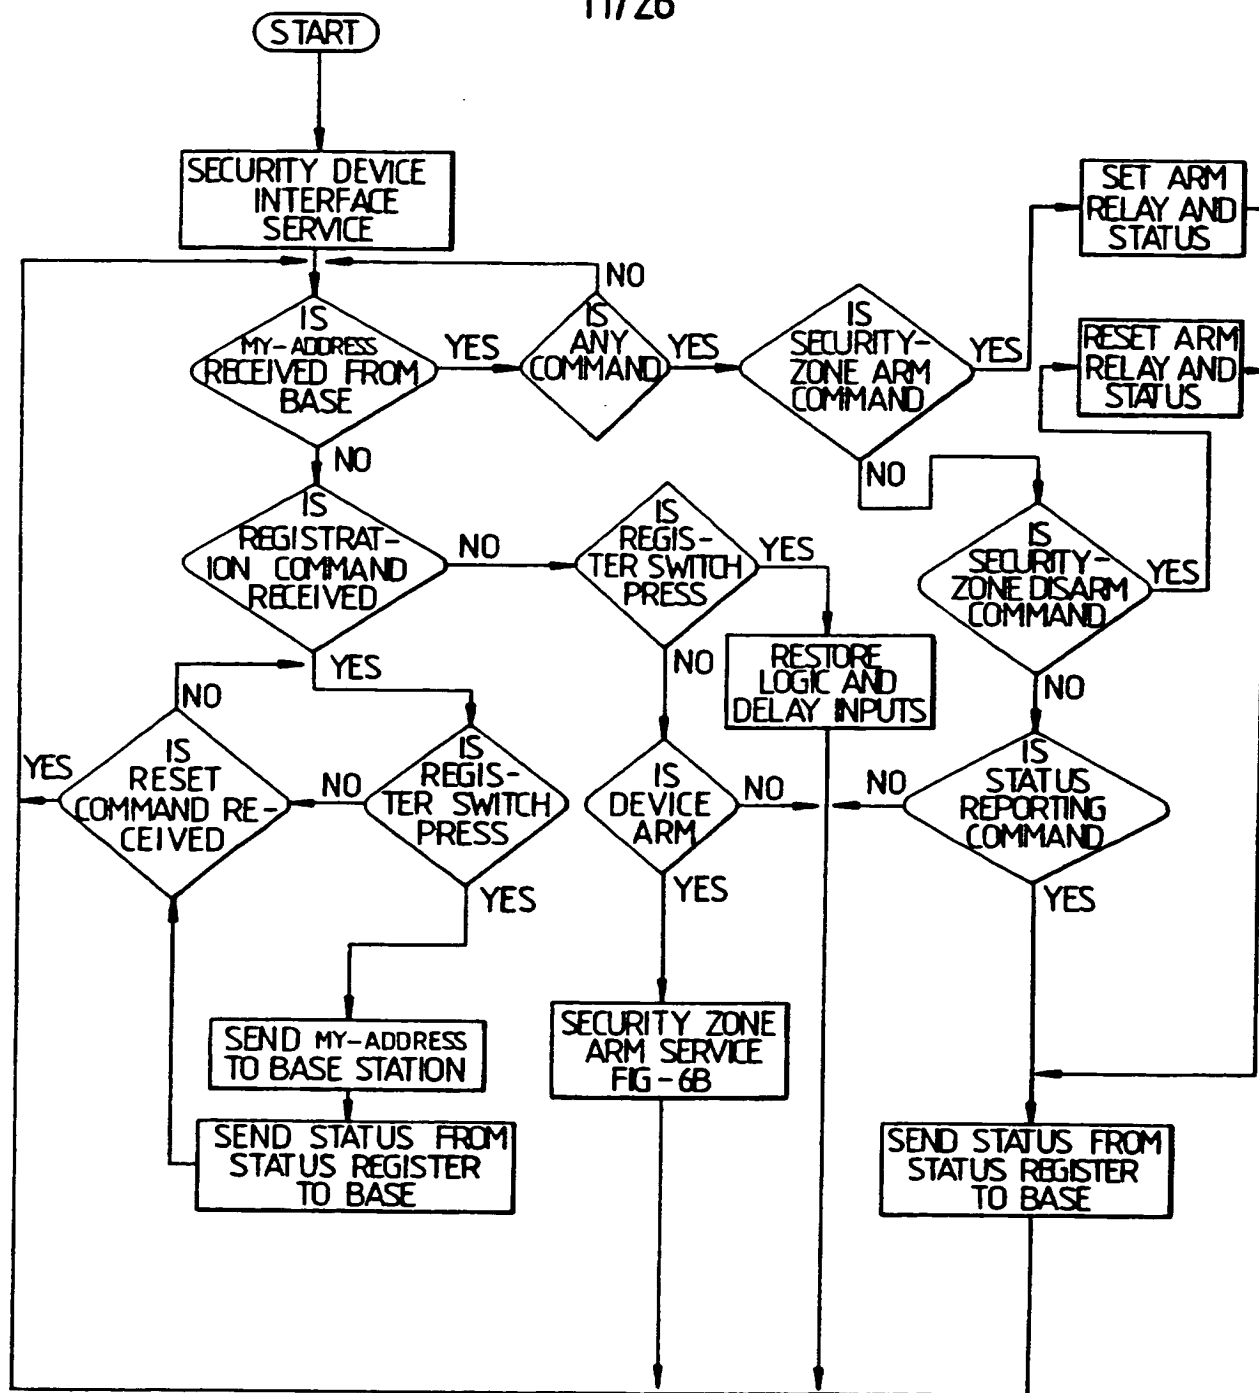 11/26
START
SECURITY DEVICE
INTERFACE
SERVICE
SET ARM
RELAY AND
STATUS
NO
IS
MY-ADDRESS
RECEIVED FROM
BASE
YES
IS
ANY
COMMAND
YES
IS
SECURITY-
ZONE ARM
COMMAND
YES
RESET ARM
RELAY AND
STATUS
NO
NO
IS
REGISTRAT-
ION COMMAND
RECEIVED
NO
IS
REGIS-
TER SWITCH
PRESS
YES
IS
SECURITY-
ZONE DISARM
COMMAND
YES
YES
NO
RESTORE
LOGIC AND
DELAY INPUTS
NO
NO
YES
IS
RESET
COMMAND RE-
CEIVED
NO
IS
REGIS-
TER SWITCH
PRESS
IS
DEVICE
ARM
NO
NO
IS
STATUS
REPORTING
COMMAND
YES
YES
YES
SEND MY-ADDRESS
TO BASE STATION
SECURITY ZONE
ARM SERVICE
FIG-6B
SEND STATUS FROM
STATUS REGISTER
TO BASE
SEND STATUS FROM
STATUS REGISTER
TO BASE